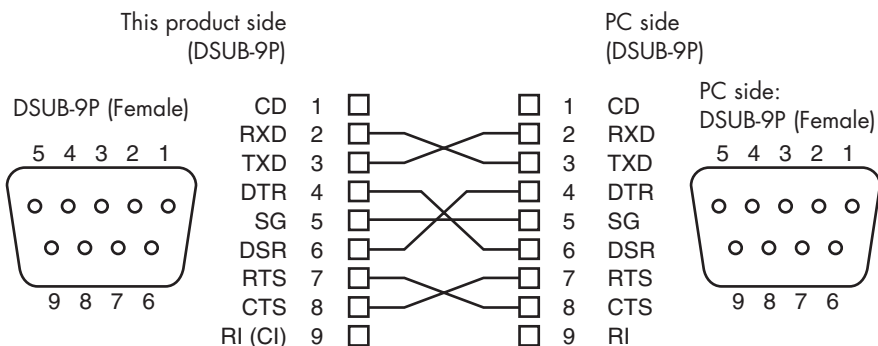 This product side
(DSUB-9P)
PC side
(DSUB-9P)
DSUB-9P (Female)
5 4 3 2 1
9 8 7 6
CD 1
RXD 2
TXD 3
DTR 4
SG 5
DSR 6
RTS 7
CTS 8
RI (CI) 9
1 CD
2 RXD
3 TXD
4 DTR
5 SG
6 DSR
7 RTS
8 CTS
9 RI
PC side:
DSUB-9P (Female)
5 4 3 2 1
9 8 7 6